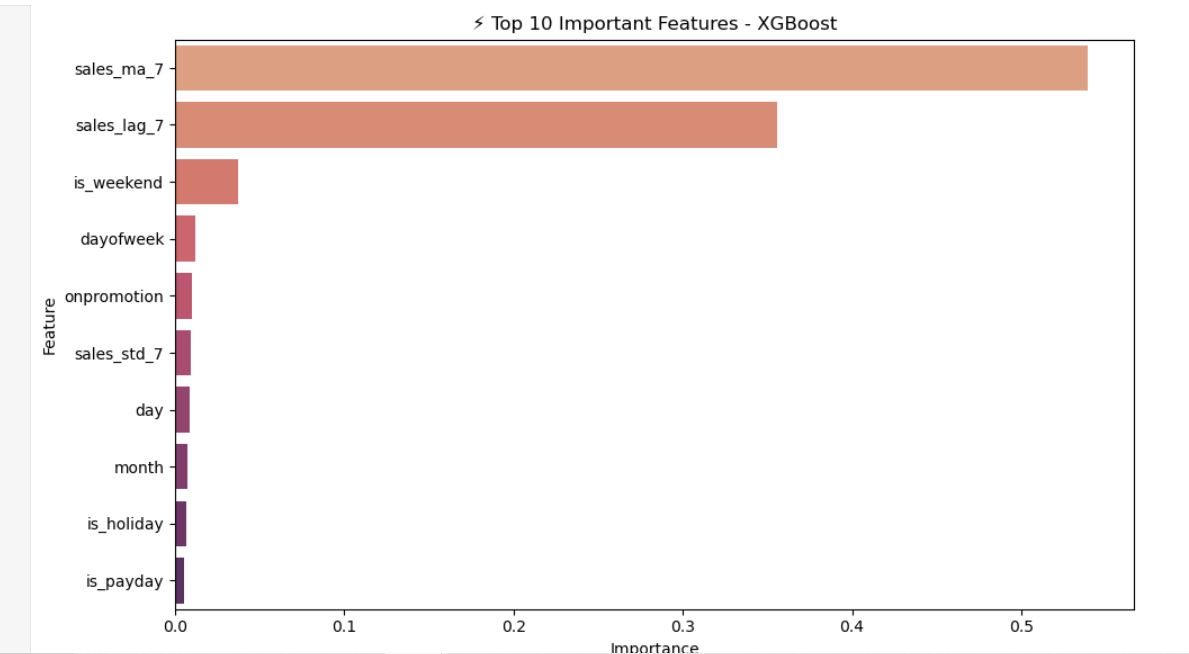 ⚡ Top 10 Important Features - XGBoost
sales_ma_7
sales_lag_7
is_weekend
dayofweek
onpromotion
sales_std_7
day
month
is_holiday
is_payday
Feature
0.0 0.1 0.2 0.3 0.4 0.5
Importance